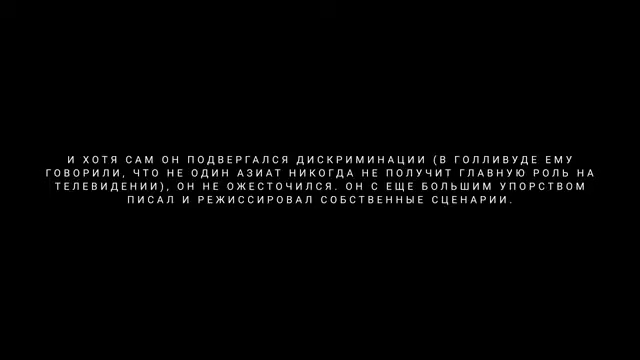 И ХОТЯ САМ ОН ПОДВЕРГАЛСЯ ДИСКРИМИНАЦИИ (В ГОЛЛИВУДЕ ЕМУ
ГОВОРИЛИ, ЧТО НЕ ОДИН АЗИАТ НИКОГДА НЕ ПОЛУЧИТ ГЛАВНУЮ РОЛЬ НА
ТЕЛЕВИДЕНИИ), ОН НЕ ОЖЕСТОЧИЛСЯ. ОН С ЕЩЕ БОЛЬШИМ УПОРСТВОМ
ПИСАЛ И РЕЖИССИРОВАЛ СОБСТВЕННЫЕ СЦЕНАРИИ.